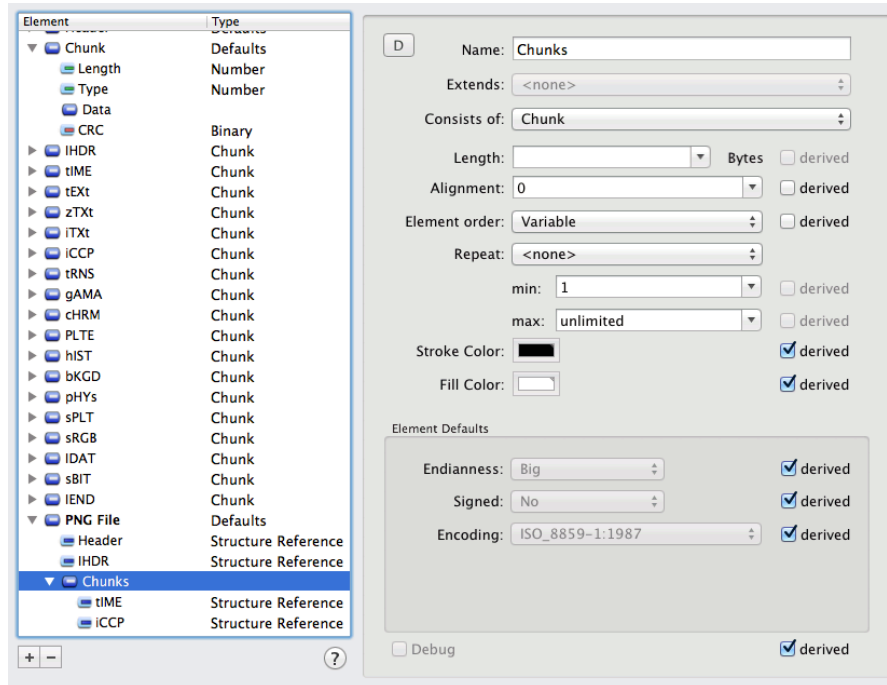 Element Type
Header Defaults
Chunk Defaults
Length Number
Type Number
Data
CRC Binary
IHDR Chunk
tIME Chunk
tEXt Chunk
zTXt Chunk
iTXt Chunk
iCCP Chunk
tRNS Chunk
gAMA Chunk
cHRM Chunk
PLTE Chunk
hIST Chunk
bKGD Chunk
pHYs Chunk
sPLT Chunk
sRGB Chunk
IDAT Chunk
sBIT Chunk
IEND Chunk
PNG File Defaults
Header Structure Reference
IHDR Structure Reference
Chunks
tIME Structure Reference
iCCP Structure Reference
+ − ?
D Name: Chunks
Extends: <none>
Consists of: Chunk
Length: Bytes derived
Alignment: 0 derived
Element order: Variable derived
Repeat: <none>
min: 1 derived
max: unlimited derived
Stroke Color: derived
Fill Color: derived
Element Defaults
Endianness: Big derived
Signed: No derived
Encoding: ISO_8859-1:1987 derived
Debug derived